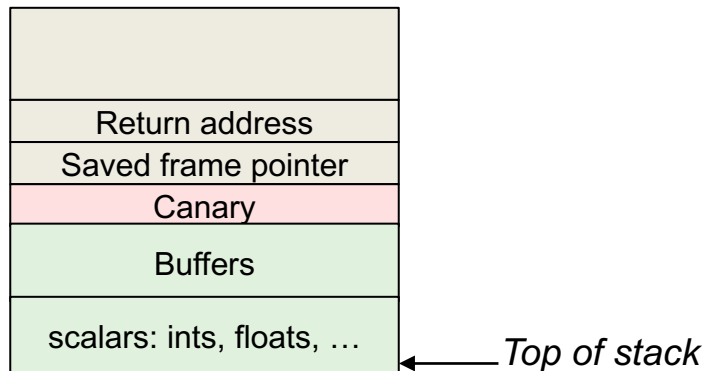 Return address
Saved frame pointer
Canary
Buffers
scalars: ints, floats, …
Top of stack